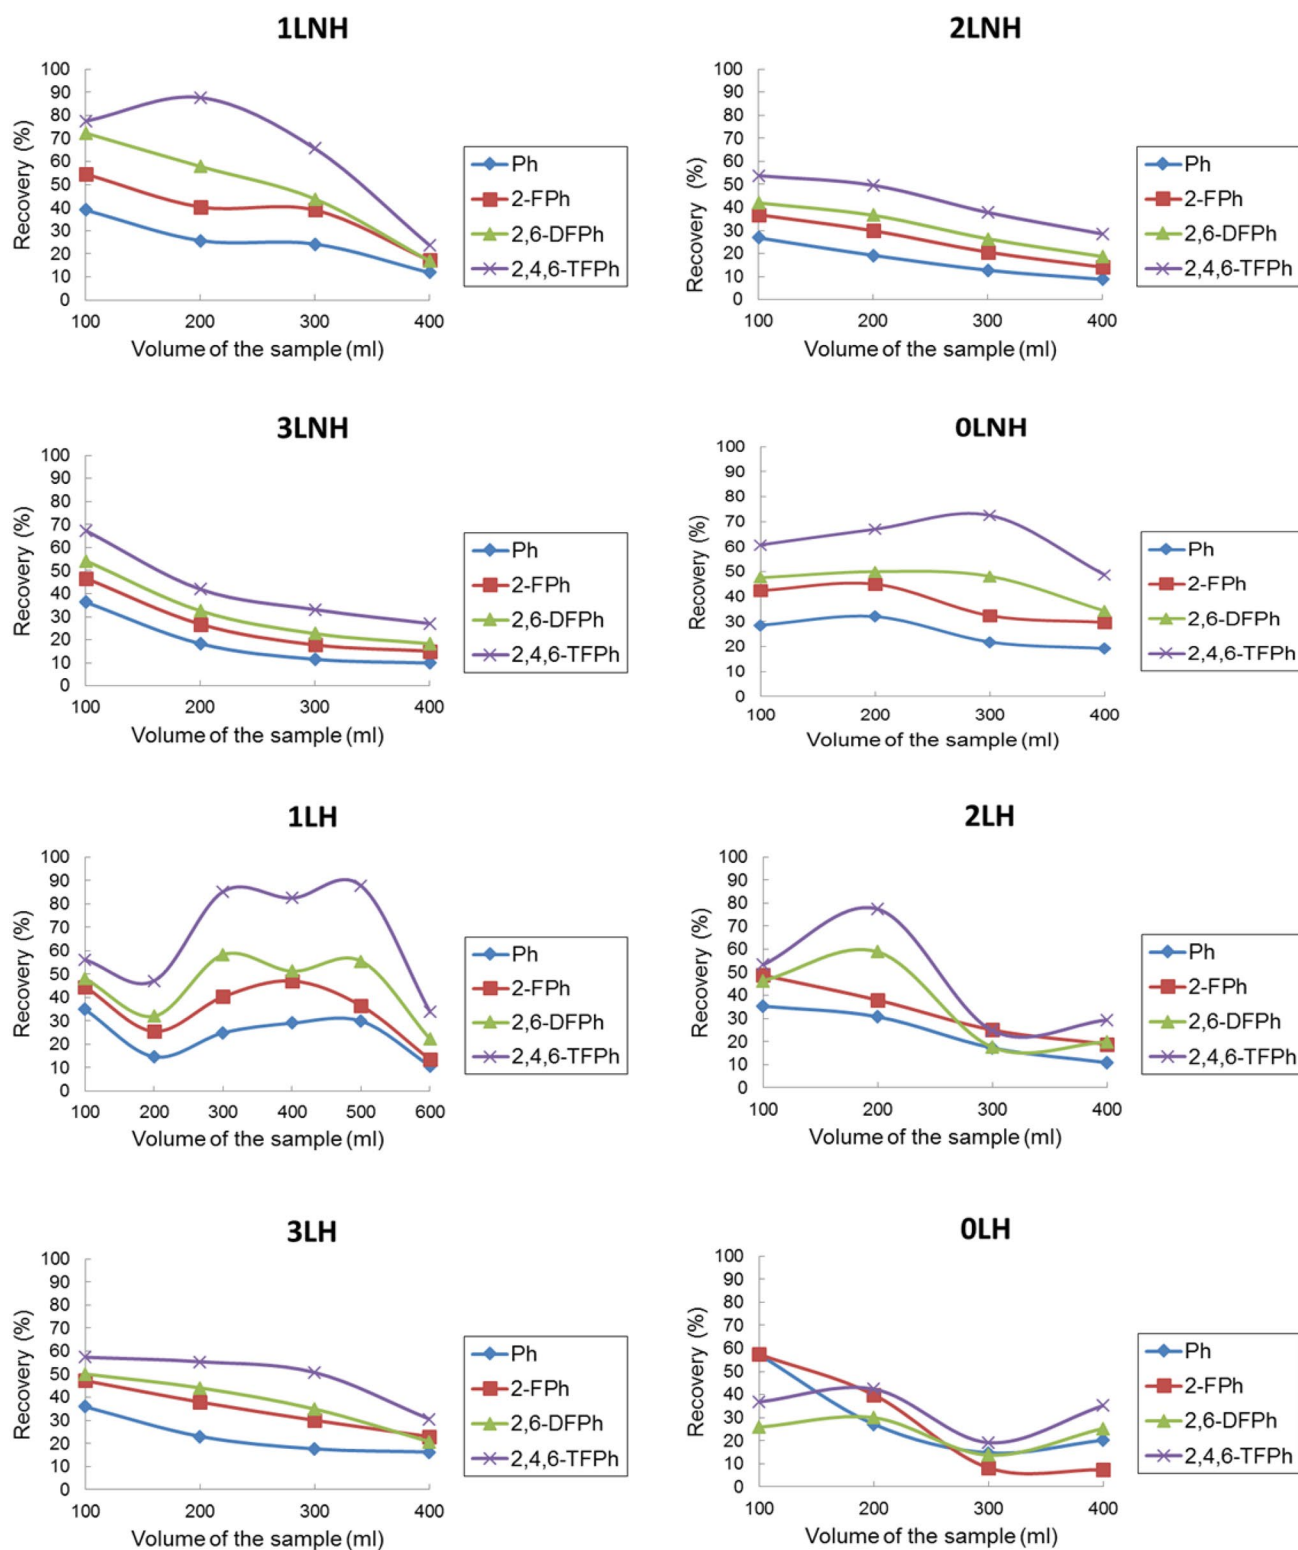 1LNH
Recovery (%)
100
90
80
70
60
50
40
30
20
10
0
100 200 300 400
Volume of the sample (ml)
Ph
2-FPh
2,6-DFPh
2,4,6-TFPh
2LNH
Recovery (%)
100
90
80
70
60
50
40
30
20
10
0
100 200 300 400
Volume of the sample (ml)
Ph
2-FPh
2,6-DFPh
2,4,6-TFPh
3LNH
Recovery (%)
100
90
80
70
60
50
40
30
20
10
0
100 200 300 400
Volume of the sample (ml)
Ph
2-FPh
2,6-DFPh
2,4,6-TFPh
0LNH
Recovery (%)
100
90
80
70
60
50
40
30
20
10
0
100 200 300 400
Volume of the sample (ml)
Ph
2-FPh
2,6-DFPh
2,4,6-TFPh
1LH
Recovery (%)
100
90
80
70
60
50
40
30
20
10
0
100 200 300 400 500 600
Volume of the sample (ml)
Ph
2-FPh
2,6-DFPh
2,4,6-TFPh
2LH
Recovery (%)
100
90
80
70
60
50
40
30
20
10
0
100 200 300 400
Volume of the sample (ml)
Ph
2-FPh
2,6-DFPh
2,4,6-TFPh
3LH
Recovery (%)
100
90
80
70
60
50
40
30
20
10
0
100 200 300 400
Volume of the sample (ml)
Ph
2-FPh
2,6-DFPh
2,4,6-TFPh
0LH
Recovery (%)
100
90
80
70
60
50
40
30
20
10
0
100 200 300 400
Volume of the sample (ml)
Ph
2-FPh
2,6-DFPh
2,4,6-TFPh